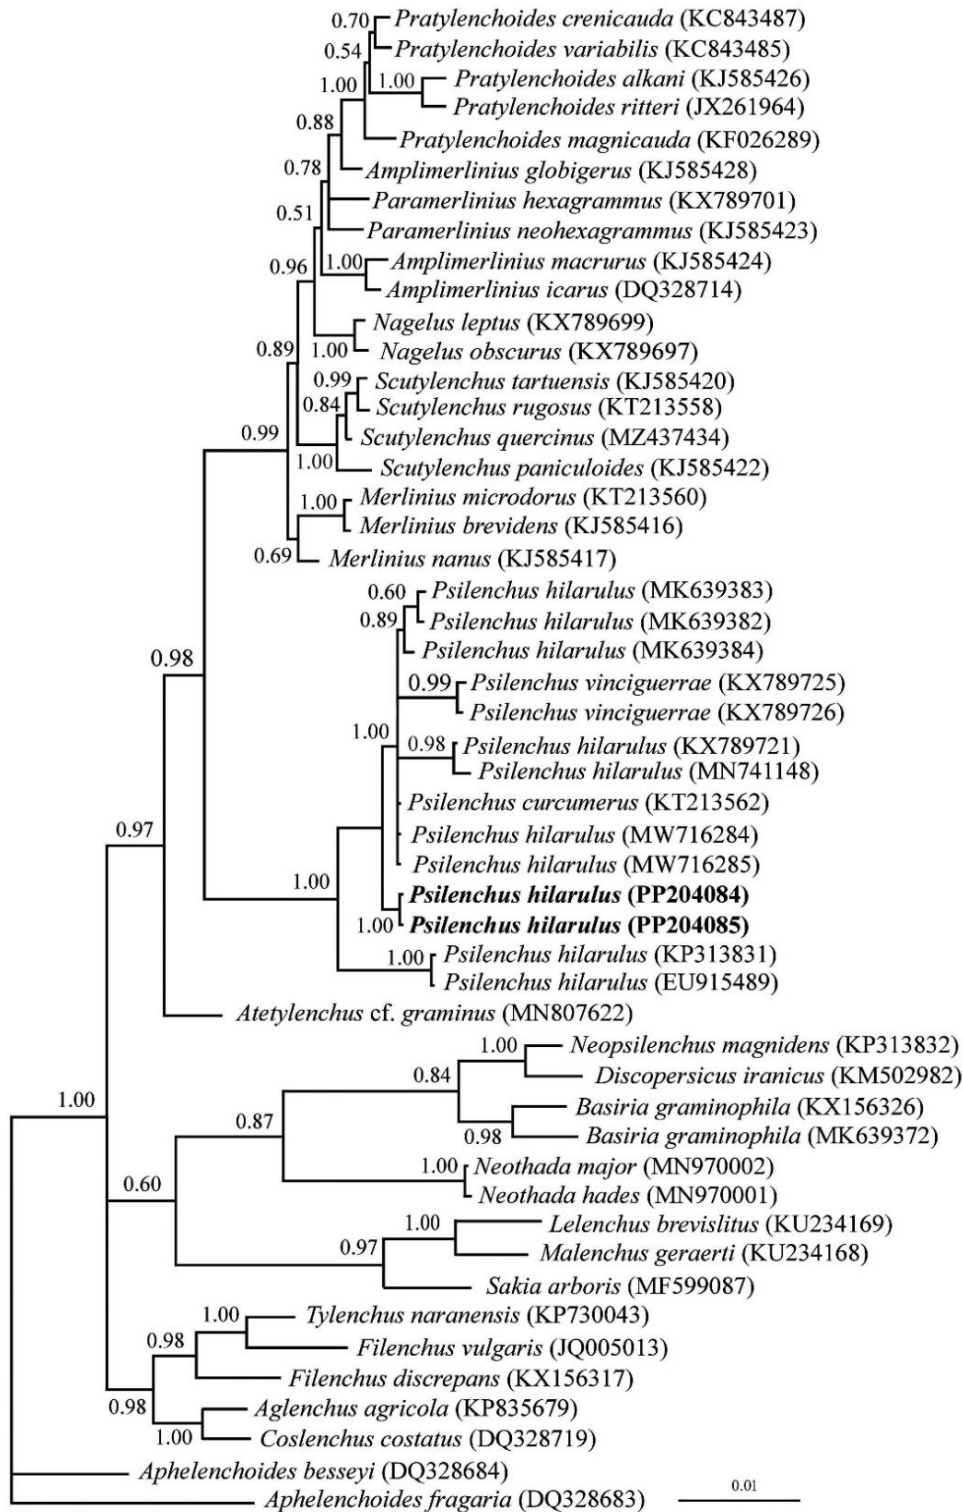 0.70 Pratylenchoides crenicauda (KC843487)
0.54 Pratylenchoides variabilis (KC843485)
1.00 1.00 Pratylenchoides alkani (KJ585426)
Pratylenchoides ritteri (JX261964)
0.88 Pratylenchoides magnicauda (KF026289)
0.78 Amplimerlinius globigerus (KJ585428)
Paramerlinius hexagrammus (KX789701)
0.51 Paramerlinius neohexagrammus (KJ585423)
0.96 1.00 Amplimerlinius macrurus (KJ585424)
Amplimerlinius icarus (DQ328714)
Nagelus leptus (KX789699)
0.89 1.00 Nagelus obscurus (KX789697)
0.99 Scutylenchus tartuensis (KJ585420)
0.84 Scutylenchus rugosus (KT213558)
0.99 Scutylenchus quercinus (MZ437434)
1.00 Scutylenchus paniculoides (KJ585422)
1.00 Merlinius microdorus (KT213560)
Merlinius brevidens (KJ585416)
0.69 Merlinius nanus (KJ585417)
0.60 Psilenchus hilarulus (MK639383)
0.89 Psilenchus hilarulus (MK639382)
0.98 Psilenchus hilarulus (MK639384)
0.99 Psilenchus vinciguerrae (KX789725)
Psilenchus vinciguerrae (KX789726)
1.00 0.98 Psilenchus hilarulus (KX789721)
Psilenchus hilarulus (MN741148)
Psilenchus curcumerus (KT213562)
0.97 Psilenchus hilarulus (MW716284)
Psilenchus hilarulus (MW716285)
1.00 Psilenchus hilarulus (PP204084)
1.00 Psilenchus hilarulus (PP204085)
1.00 Psilenchus hilarulus (KP313831)
Psilenchus hilarulus (EU915489)
Atetylenchus cf. graminus (MN807622)
1.00 Neopsilenchus magnidens (KP313832)
0.84 Discopersicus iranicus (KM502982)
1.00 Basiria graminophila (KX156326)
0.87 0.98 Basiria graminophila (MK639372)
1.00 Neothada major (MN970002)
0.60 Neothada hades (MN970001)
1.00 Lelenchus brevislitus (KU234169)
0.97 Malenchus geraerti (KU234168)
Sakia arboris (MF599087)
1.00 Tylenchus naranensis (KP730043)
0.98 Filenchus vulgaris (JQ005013)
Filenchus discrepans (KX156317)
0.98 Aglenchus agricola (KP835679)
1.00 Coslenchus costatus (DQ328719)
Aphelenchoides besseyi (DQ328684)
Aphelenchoides fragaria (DQ328683) 0.01